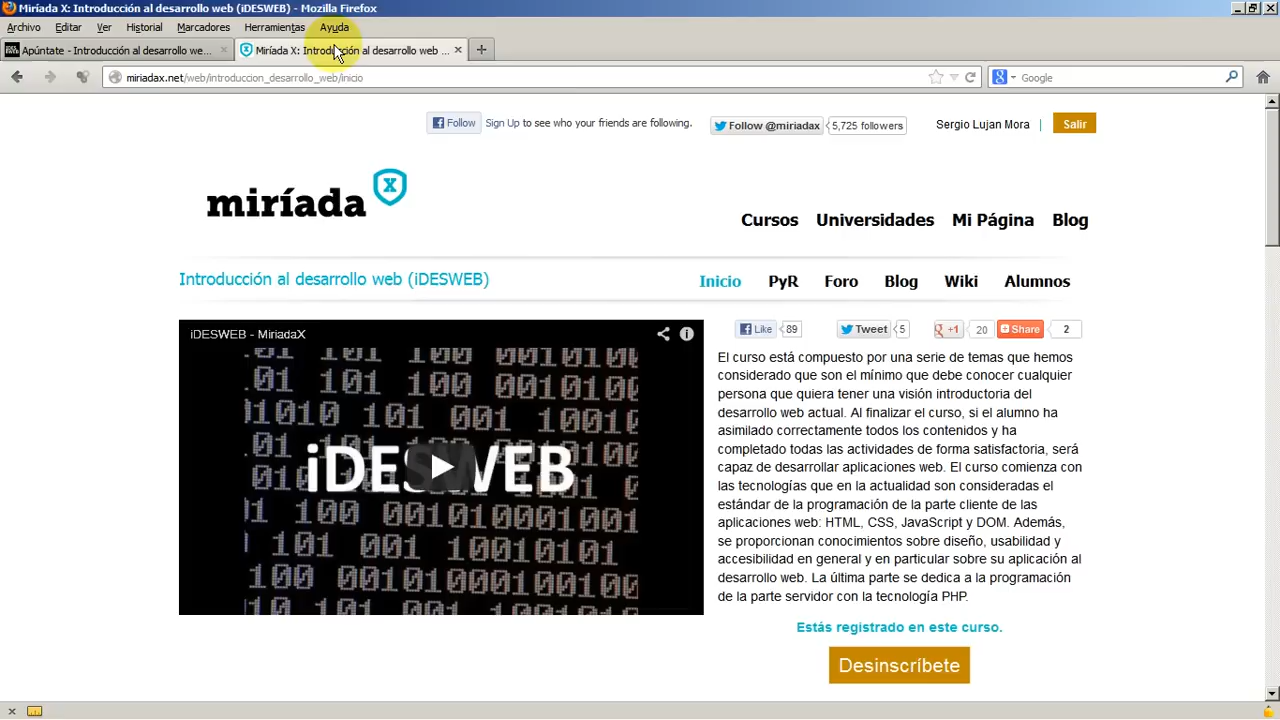 Miríada X: Introducción al desarrollo web (iDESWEB) - Mozilla Firefox
Archivo Editar Ver Historial Marcadores Herramientas Ayuda
Apúntate - Introducción al desarrollo we... Miríada X: Introducción al desarrollo web ...
miriadax.net/web/introduccion_desarrollo_web/inicio Google
Follow Sign Up to see who your friends are following. Follow @miriadax 5,725 followers Sergio Lujan Mora | Salir
miríada X
Cursos Universidades Mi Página Blog
Introducción al desarrollo web (iDESWEB) Inicio PyR Foro Blog Wiki Alumnos
iDESWEB - MiriadaX
Like 89 Tweet 5 +1 20 Share 2
iDESWEB
El curso está compuesto por una serie de temas que hemos
considerado que son el mínimo que debe conocer cualquier
persona que quiera tener una visión introductoria del
desarrollo web actual. Al finalizar el curso, si el alumno ha
asimilado correctamente todos los contenidos y ha
completado todas las actividades de forma satisfactoria, será
capaz de desarrollar aplicaciones web. El curso comienza con
las tecnologías que en la actualidad son consideradas el
estándar de la programación de la parte cliente de las
aplicaciones web: HTML, CSS, JavaScript y DOM. Además,
se proporcionan conocimientos sobre diseño, usabilidad y
accesibilidad en general y en particular sobre su aplicación al
desarrollo web. La última parte se dedica a la programación
de la parte servidor con la tecnología PHP.
Estás registrado en este curso.
Desinscríbete